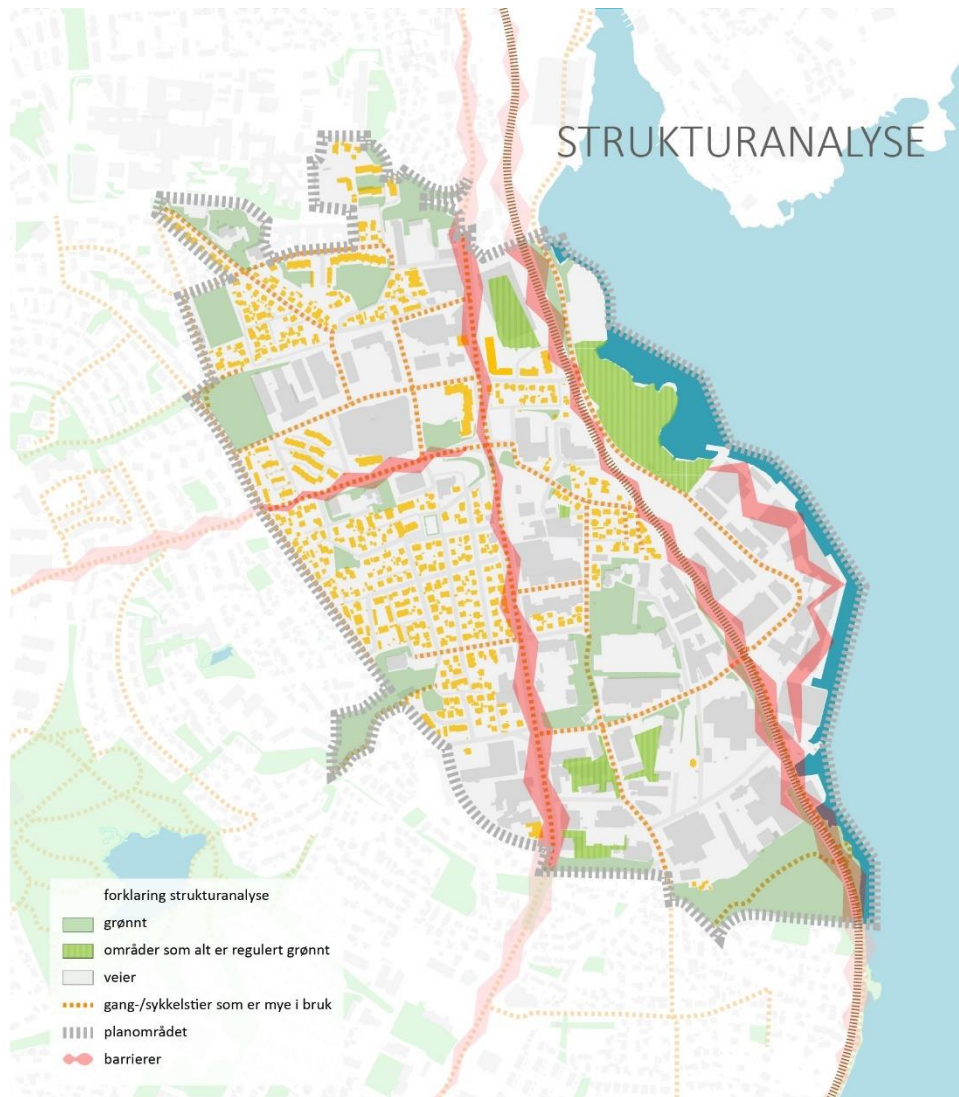 STRUKTURANALYSE
forklaring strukturanalyse
grønnt
områder som alt er regulert grønnt
veier
gang-/sykkelstier som er mye i bruk
planområdet
barrierer